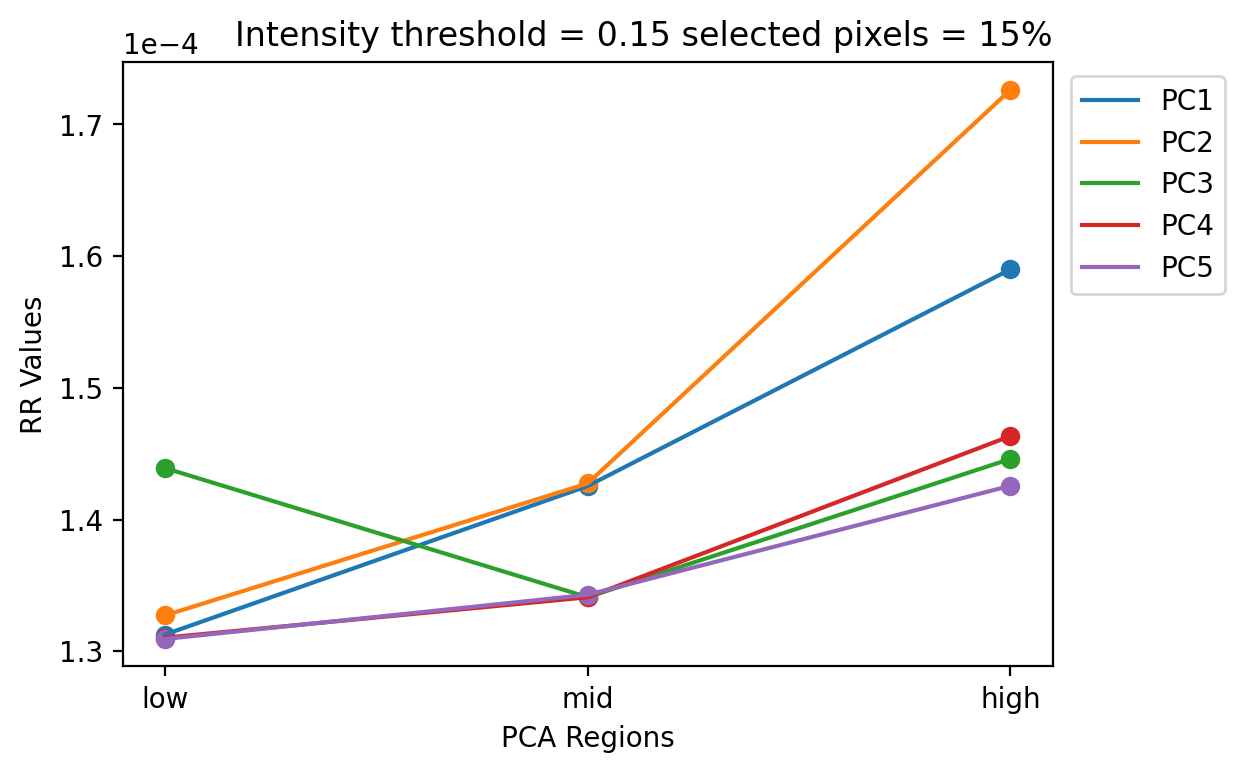 Intensity threshold = 0.15 selected pixels = 15%
1e−4
1.7
1.6
1.5
1.4
1.3
RR Values
low
mid
high
PCA Regions
PC1
PC2
PC3
PC4
PC5